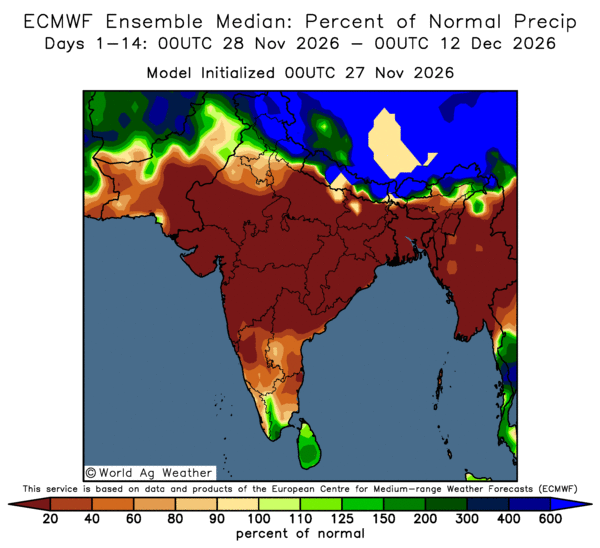 ECMWF Ensemble Median: Percent of Normal Precip
Days 1−14: 00UTC 28 Nov 2026 − 00UTC 12 Dec 2026
Model Initialized 00UTC 27 Nov 2026
© World Ag Weather
This service is based on data and products of the European Centre for Medium-range Weather Forecasts (ECMWF)
20 40 60 80 90 100 110 125 150 200 300 400 600
percent of normal